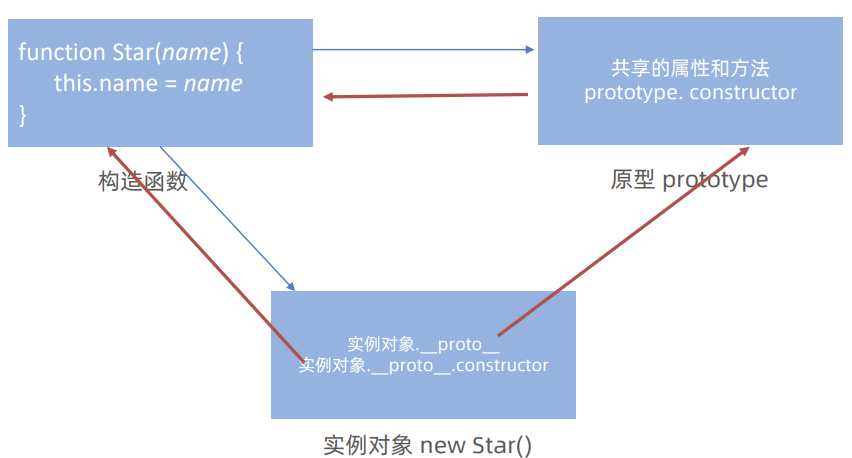 function Star(name) {
this.name = name
}
共享的属性和方法
prototype. constructor
构造函数
原型 prototype
实例对象.__proto__
实例对象.__proto__.constructor
实例对象 new Star()